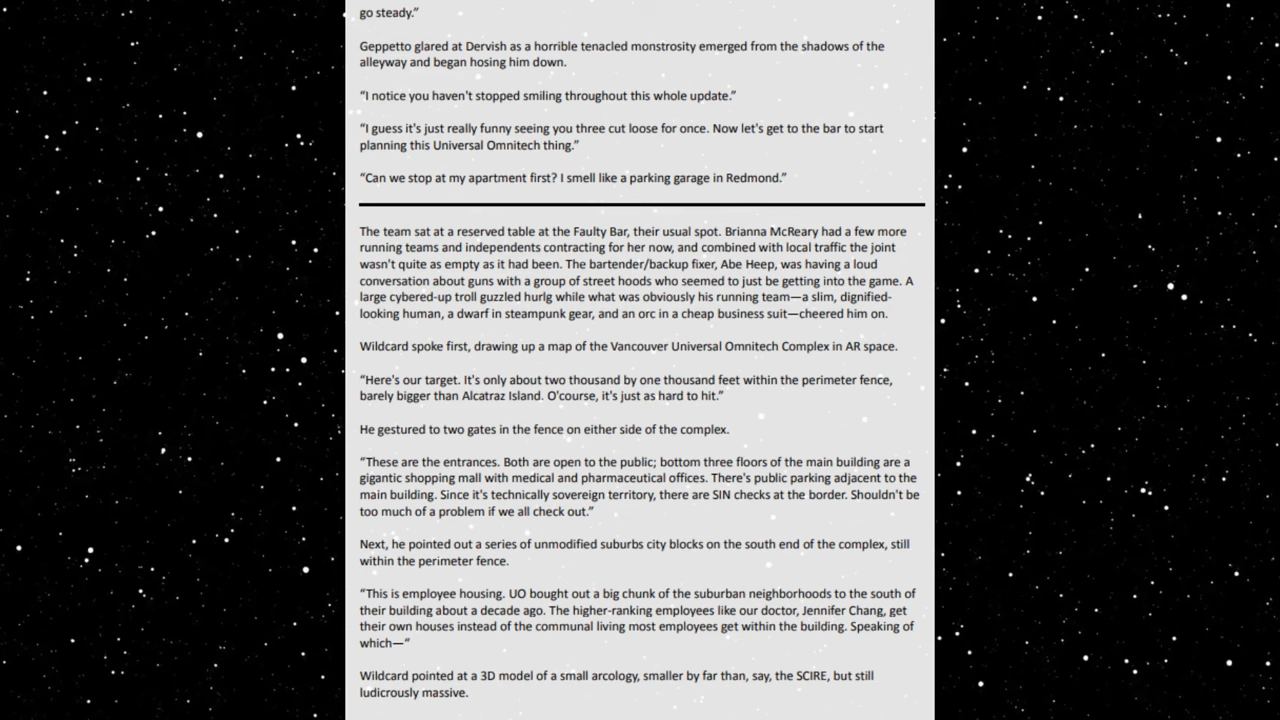 go steady.”
Geppetto glared at Dervish as a horrible tenacled monstrosity emerged from the shadows of the
alleyway and began hosing him down.
“I notice you haven't stopped smiling throughout this whole update.”
“I guess it's just really funny seeing you three cut loose for once. Now let's get to the bar to start
planning this Universal Omnitech thing.”
“Can we stop at my apartment first? I smell like a parking garage in Redmond.”
The team sat at a reserved table at the Faulty Bar, their usual spot. Brianna McReary had a few more
running teams and independents contracting for her now, and combined with local traffic the joint
wasn't quite as empty as it had been. The bartender/backup fixer, Abe Heep, was having a loud
conversation about guns with a group of street hoods who seemed to just be getting into the game. A
large cybered-up troll guzzled hurlg while what was obviously his running team—a slim, dignified-
looking human, a dwarf in steampunk gear, and an orc in a cheap business suit—cheered him on.
Wildcard spoke first, drawing up a map of the Vancouver Universal Omnitech Complex in AR space.
“Here's our target. It's only about two thousand by one thousand feet within the perimeter fence,
barely bigger than Alcatraz Island. O'course, it's just as hard to hit.”
He gestured to two gates in the fence on either side of the complex.
“These are the entrances. Both are open to the public; bottom three floors of the main building are a
gigantic shopping mall with medical and pharmaceutical offices. There's public parking adjacent to the
main building. Since it's technically sovereign territory, there are SIN checks at the border. Shouldn't be
too much of a problem if we all check out.”
Next, he pointed out a series of unmodified suburbs city blocks on the south end of the complex, still
within the perimeter fence.
“This is employee housing. UO bought out a big chunk of the suburban neighborhoods to the south of
their building about a decade ago. The higher-ranking employees like our doctor, Jennifer Chang, get
their own houses instead of the communal living most employees get within the building. Speaking of
which—“
Wildcard pointed at a 3D model of a small arcology, smaller by far than, say, the SCIRE, but still
ludicrously massive.